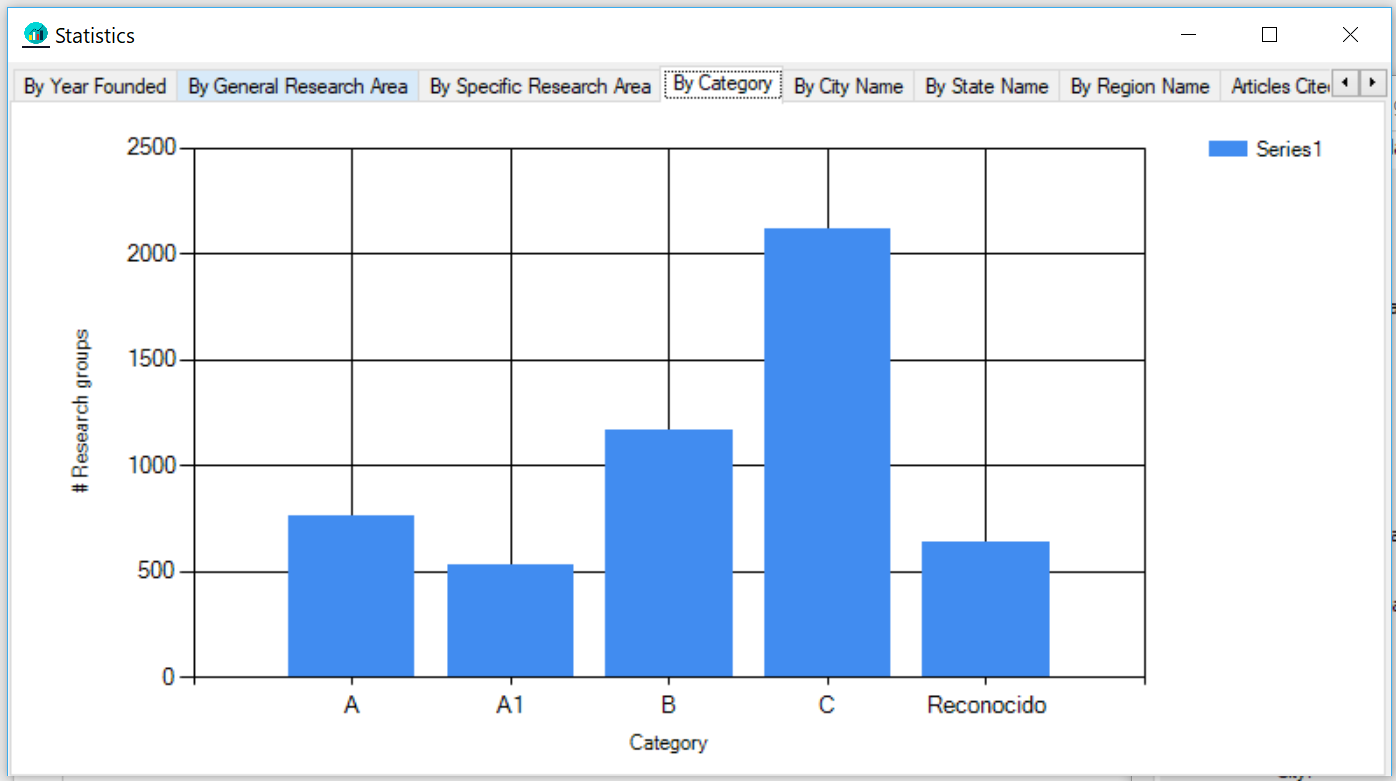 Statistics
By Year Founded By General Research Area By Specific Research Area By Category By City Name By State Name By Region Name Articles
Series1
2500
2000
1500
1000
500
0
# Research groups
A A1 B C Reconocido
Category